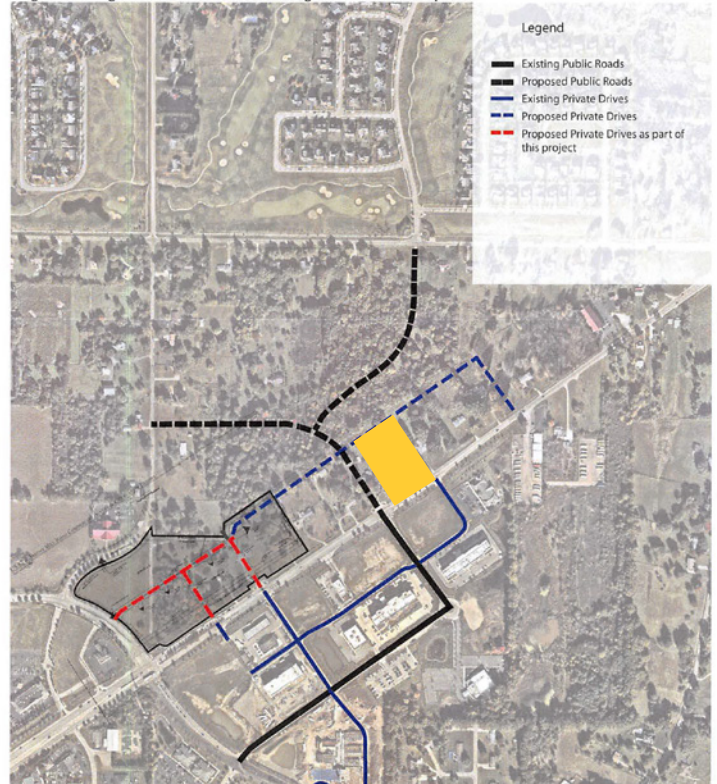 Legend
Existing Public Roads
Proposed Public Roads
Existing Private Drives
Proposed Private Drives
Proposed Private Drives as part of
this project